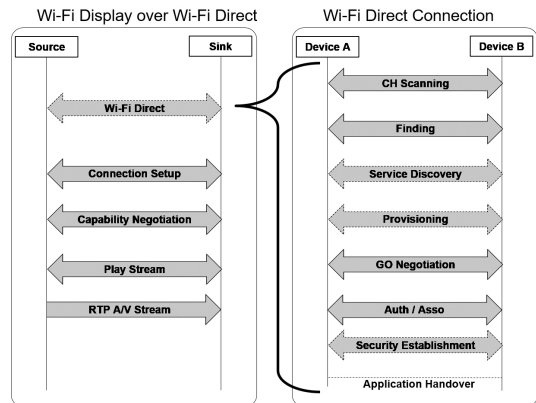 Wi-Fi Display over Wi-Fi Direct
Source
Sink
Wi-Fi Direct
Connection Setup
Capability Negotiation
Play Stream
RTP A/V Stream
Wi-Fi Direct Connection
Device A
Device B
CH Scanning
Finding
Service Discovery
Provisioning
GO Negotiation
Auth / Asso
Security Establishment
Application Handover